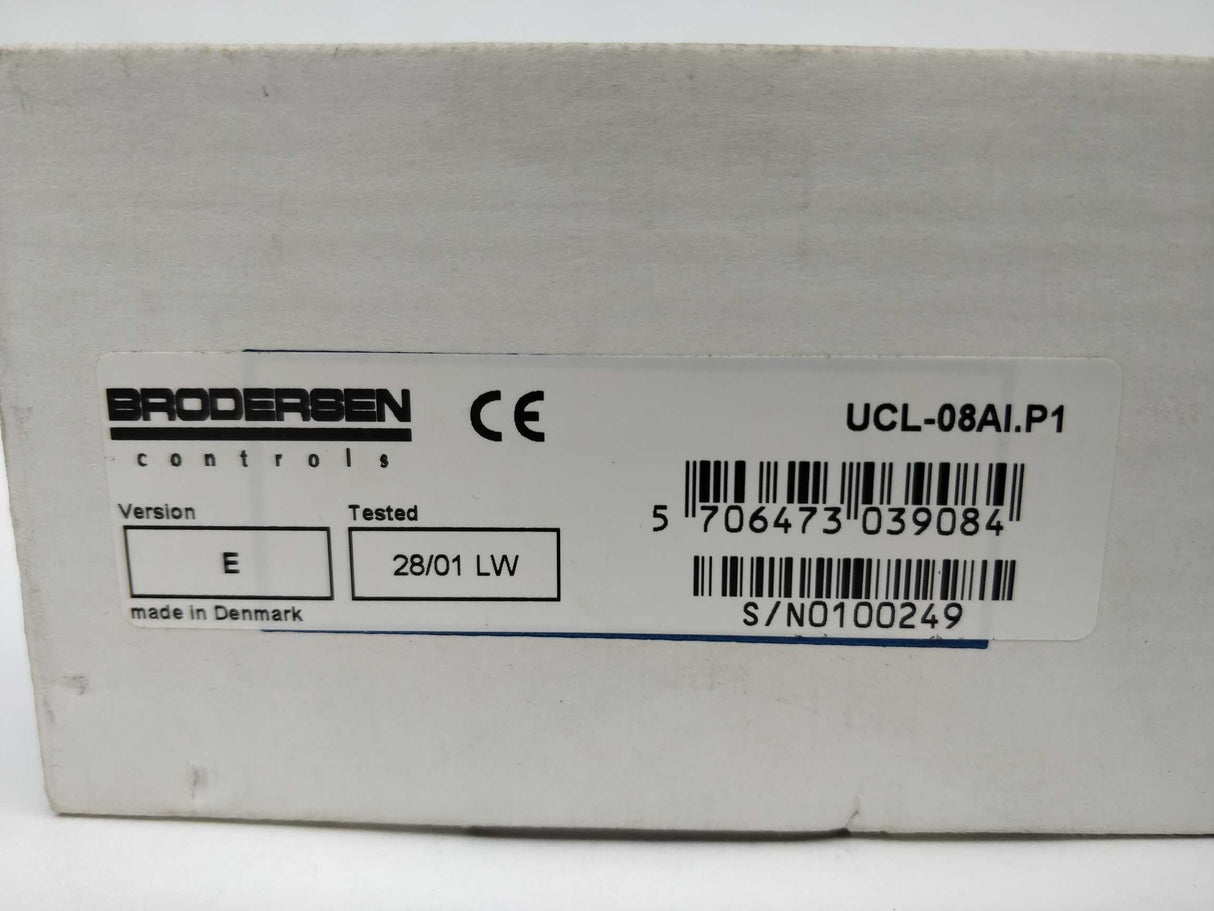 BRODERSEN
controls
CE
UCL-08AI.P1
5 706473 039084
Version
Tested
E
28/01 LW
S/N0100249
made in Denmark